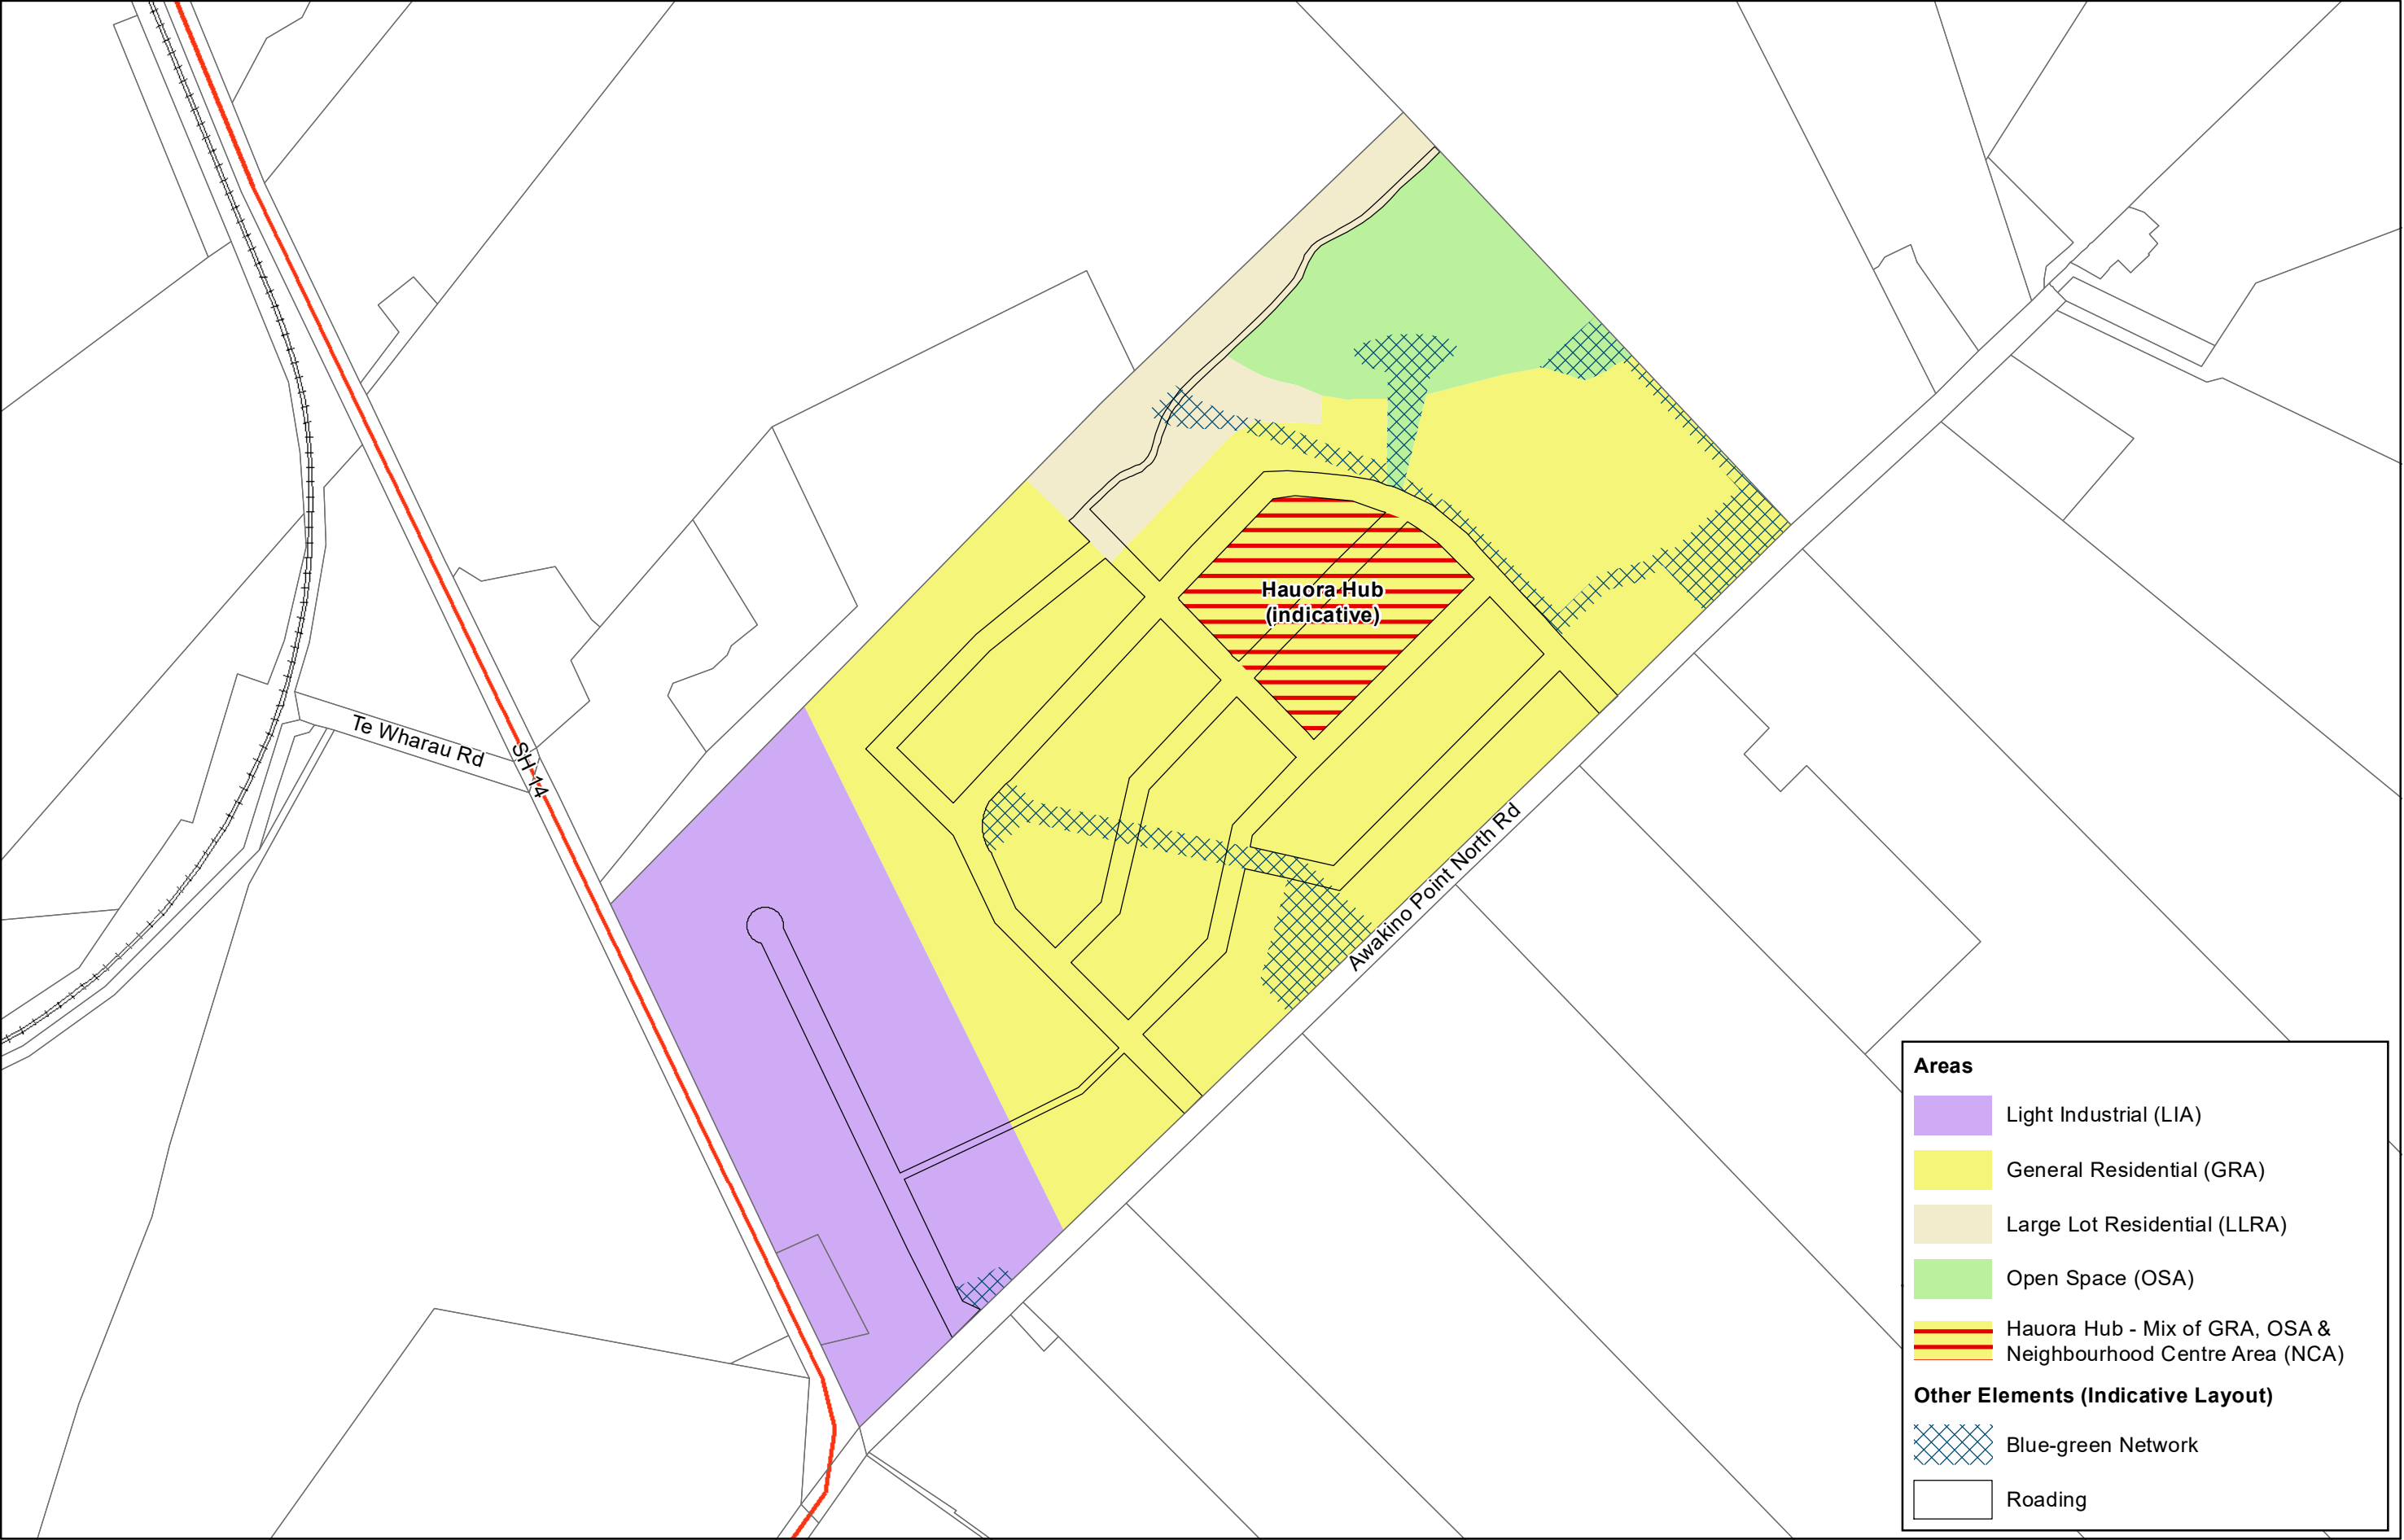 Hauora Hub
(indicative)
Te Wharau Rd
SH 14
Awakino Point North Rd
Areas
Light Industrial (LIA)
General Residential (GRA)
Large Lot Residential (LLRA)
Open Space (OSA)
Hauora Hub - Mix of GRA, OSA &
Neighbourhood Centre Area (NCA)
Other Elements (Indicative Layout)
Blue-green Network
Roading